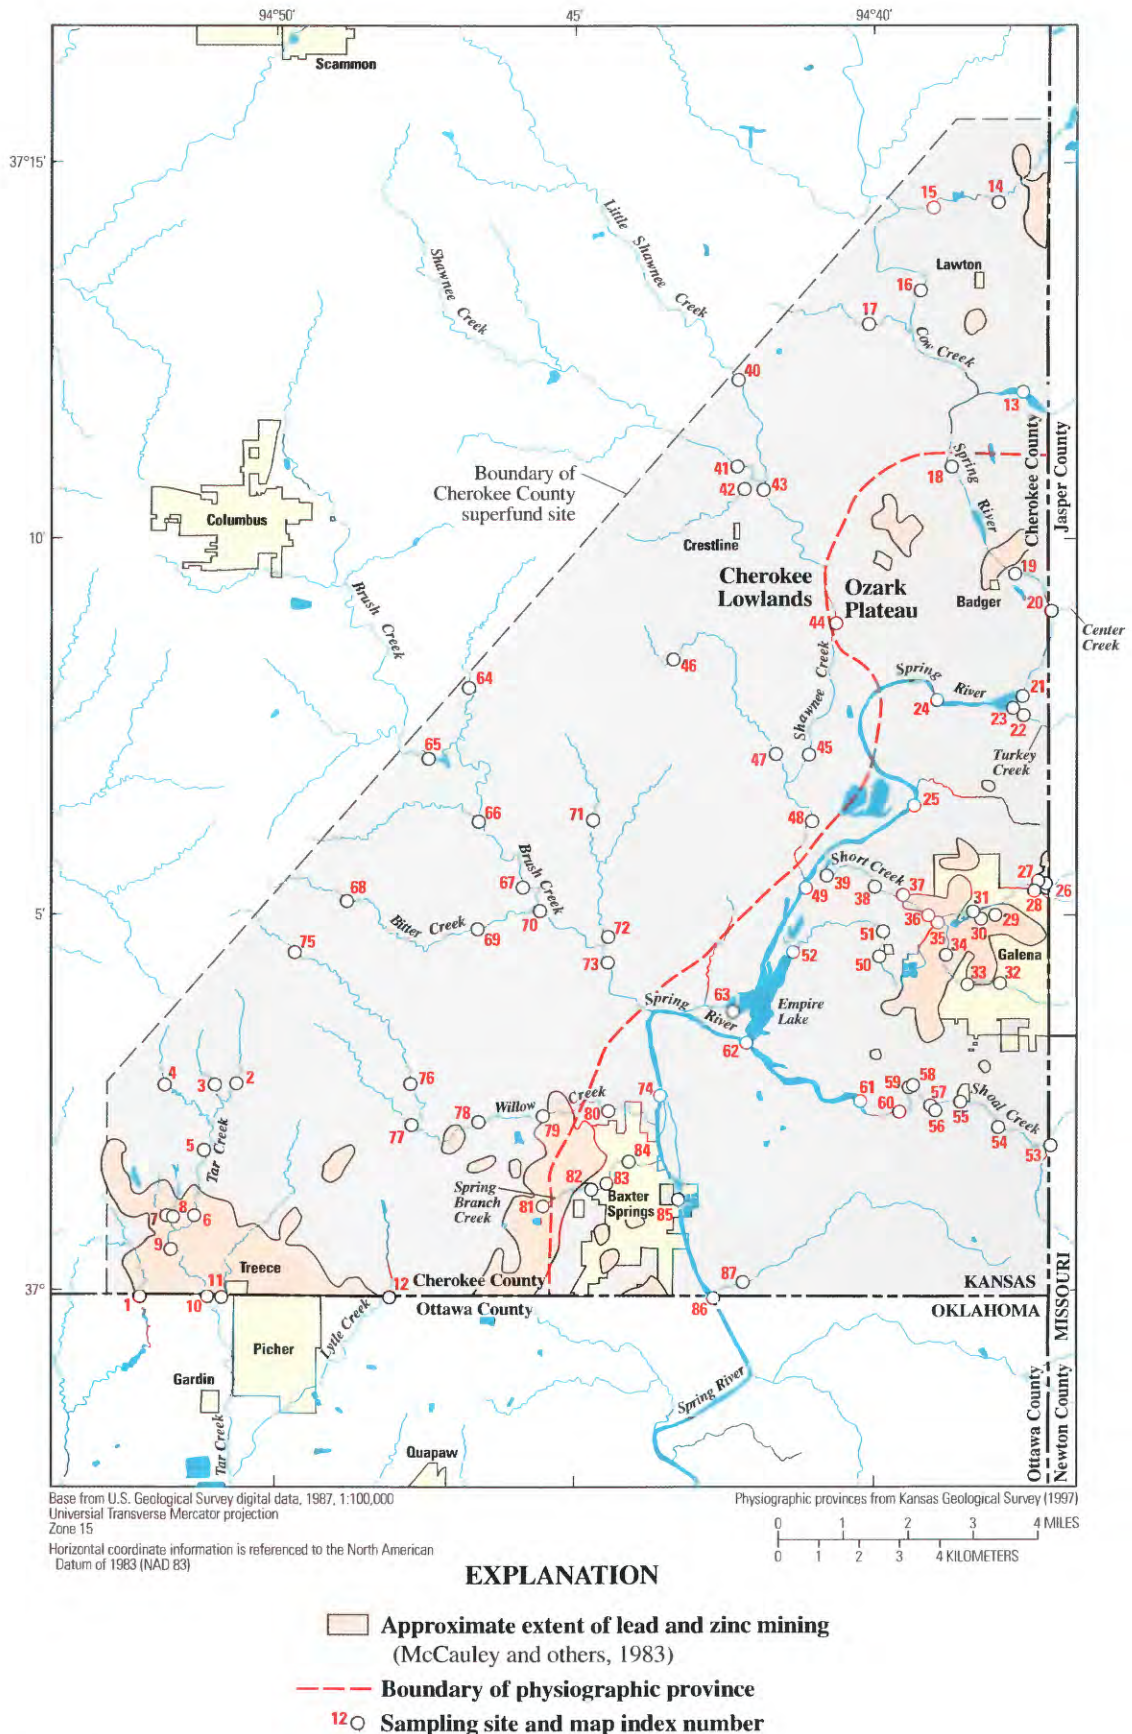 94°50'
45'
94°40'
Scammon
37°15'
15
14
Little Shawnee Creek
Shawnee Creek
Lawton
16
17
Cow Creek
40
13
Cherokee County
Jasper County
41
42
43
Spring River
18
Boundary of
Cherokee County
superfund site
Columbus
10'
Crestline
Cherokee
Lowlands
Ozark
Plateau
19
Badger
20
Brush Creek
44
Center
Creek
46
Shawnee Creek
Spring River
64
21
24
23
22
65
47
45
Turkey
Creek
66
71
48
25
Brush Creek
Short Creek
67
39
38
37
27
26
28
49
68
5'
Bitter Creek
70
69
72
36
31
29
30
35
51
34
Galena
75
73
52
50
33
32
63
Empire
Lake
Spring River
62
4
3
2
76
74
61
59
58
57
60
56
55
Shoal Creek
54
53
Willow Creek
78
79
80
77
5
Tar Creek
84
82
83
Spring
Branch
Creek
81
Baxter
Springs
85
7
8
6
9
Treece
87
1
10
11
12
37°
Cherokee County
Ottawa County
86
KANSAS
OKLAHOMA
MISSOURI
Picher
Lytle Creek
Gardin
Tar Creek
Spring River
Quapaw
Ottawa County
Newton County
Base from U.S. Geological Survey digital data, 1987, 1:100,000
Universial Transverse Mercator projection
Zone 15
Horizontal coordinate information is referenced to the North American
Datum of 1983 (NAD 83)
Physiographic provinces from Kansas Geological Survey (1997)
0 1 2 3 4 MILES
0 1 2 3 4 KILOMETERS
EXPLANATION
Approximate extent of lead and zinc mining
(McCauley and others, 1983)
Boundary of physiographic province
12 Sampling site and map index number